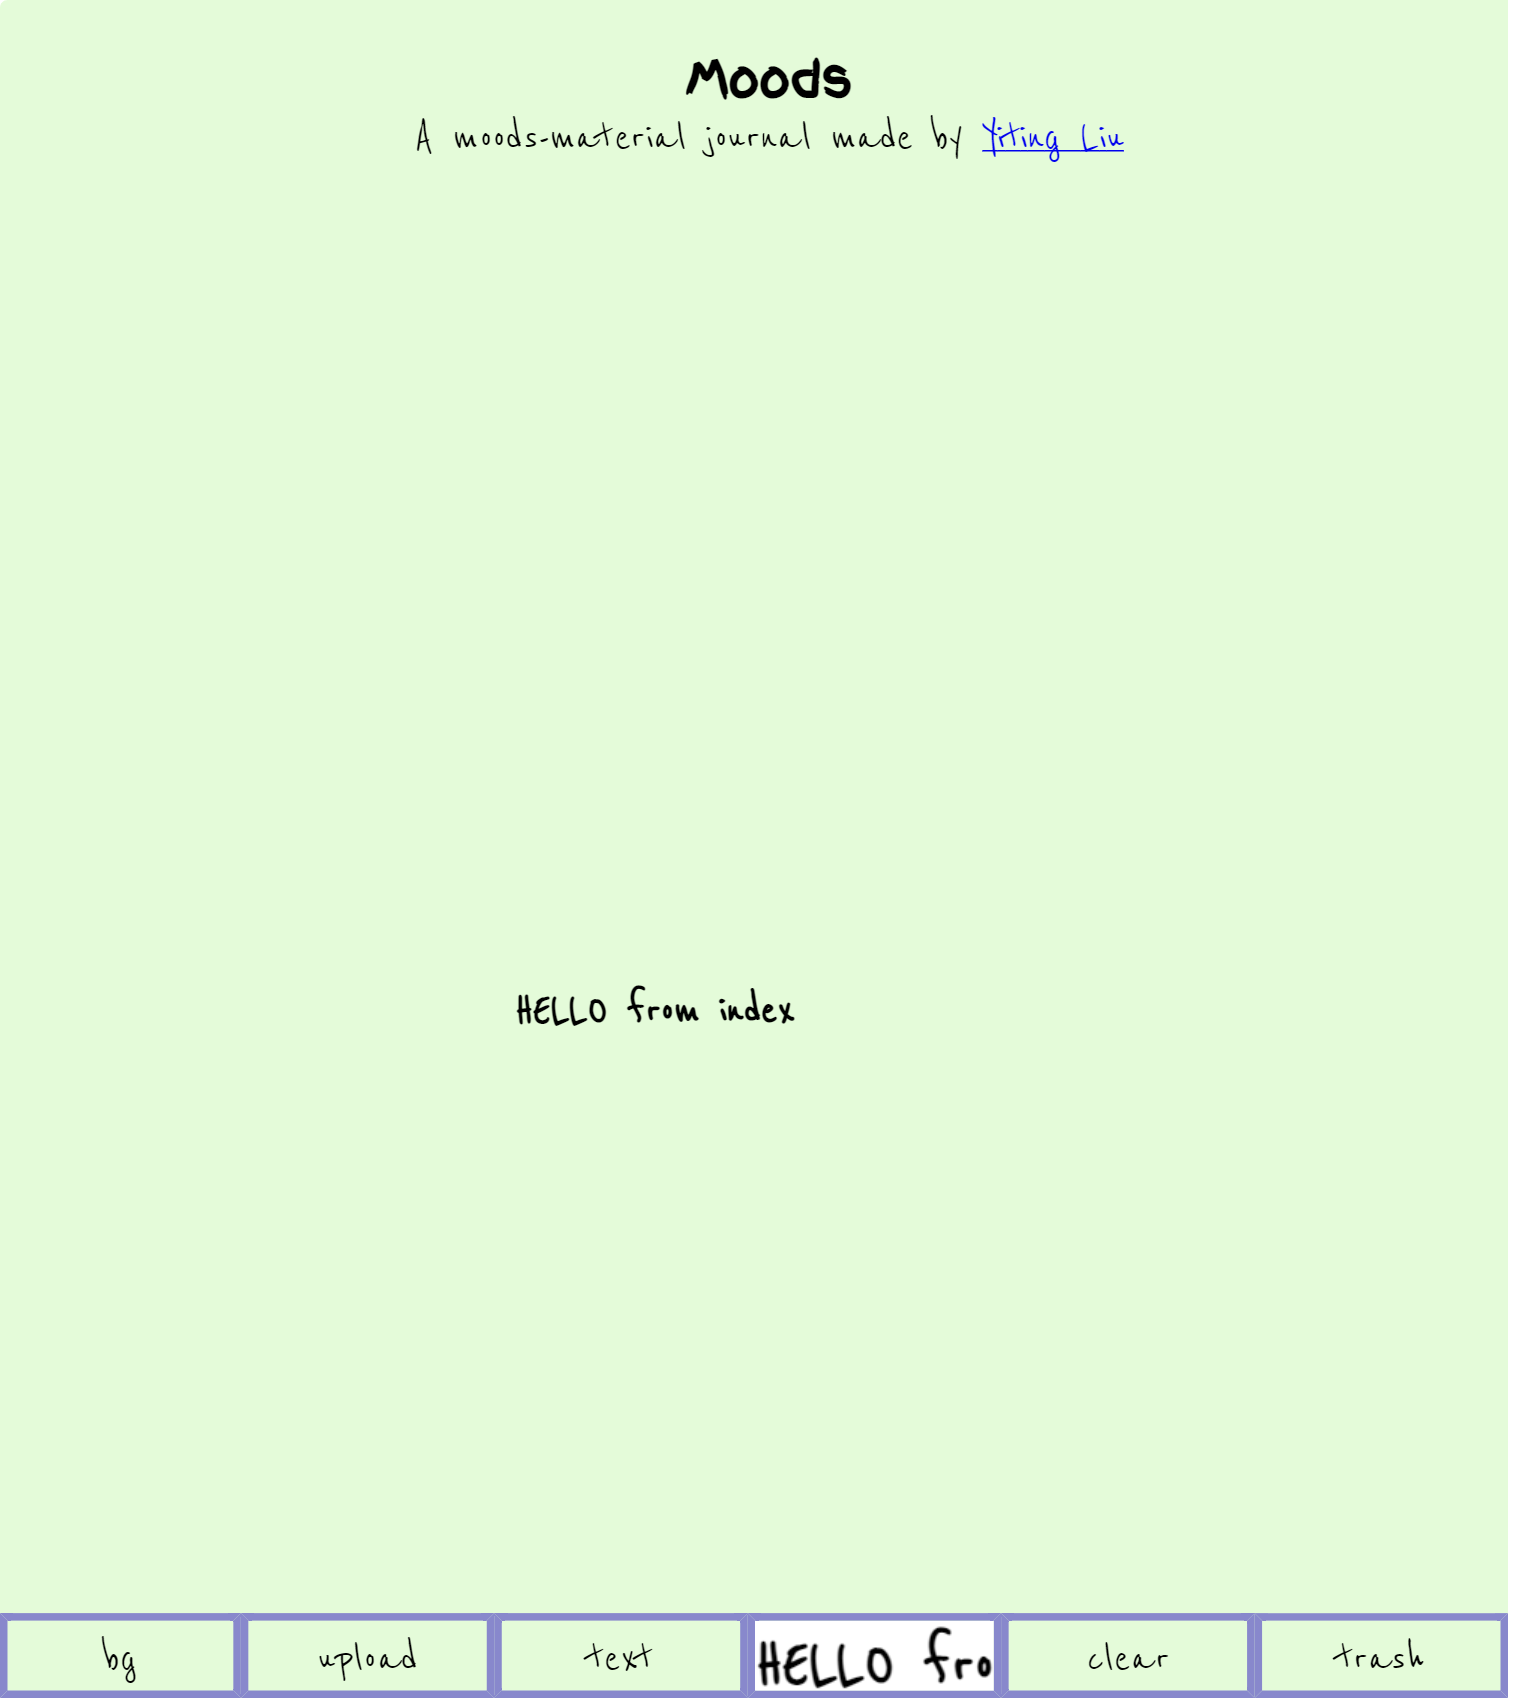 Moods
A moods-material journal made by Yiting Liu
HELLO from index
bg upload text HELLO fro clear trash